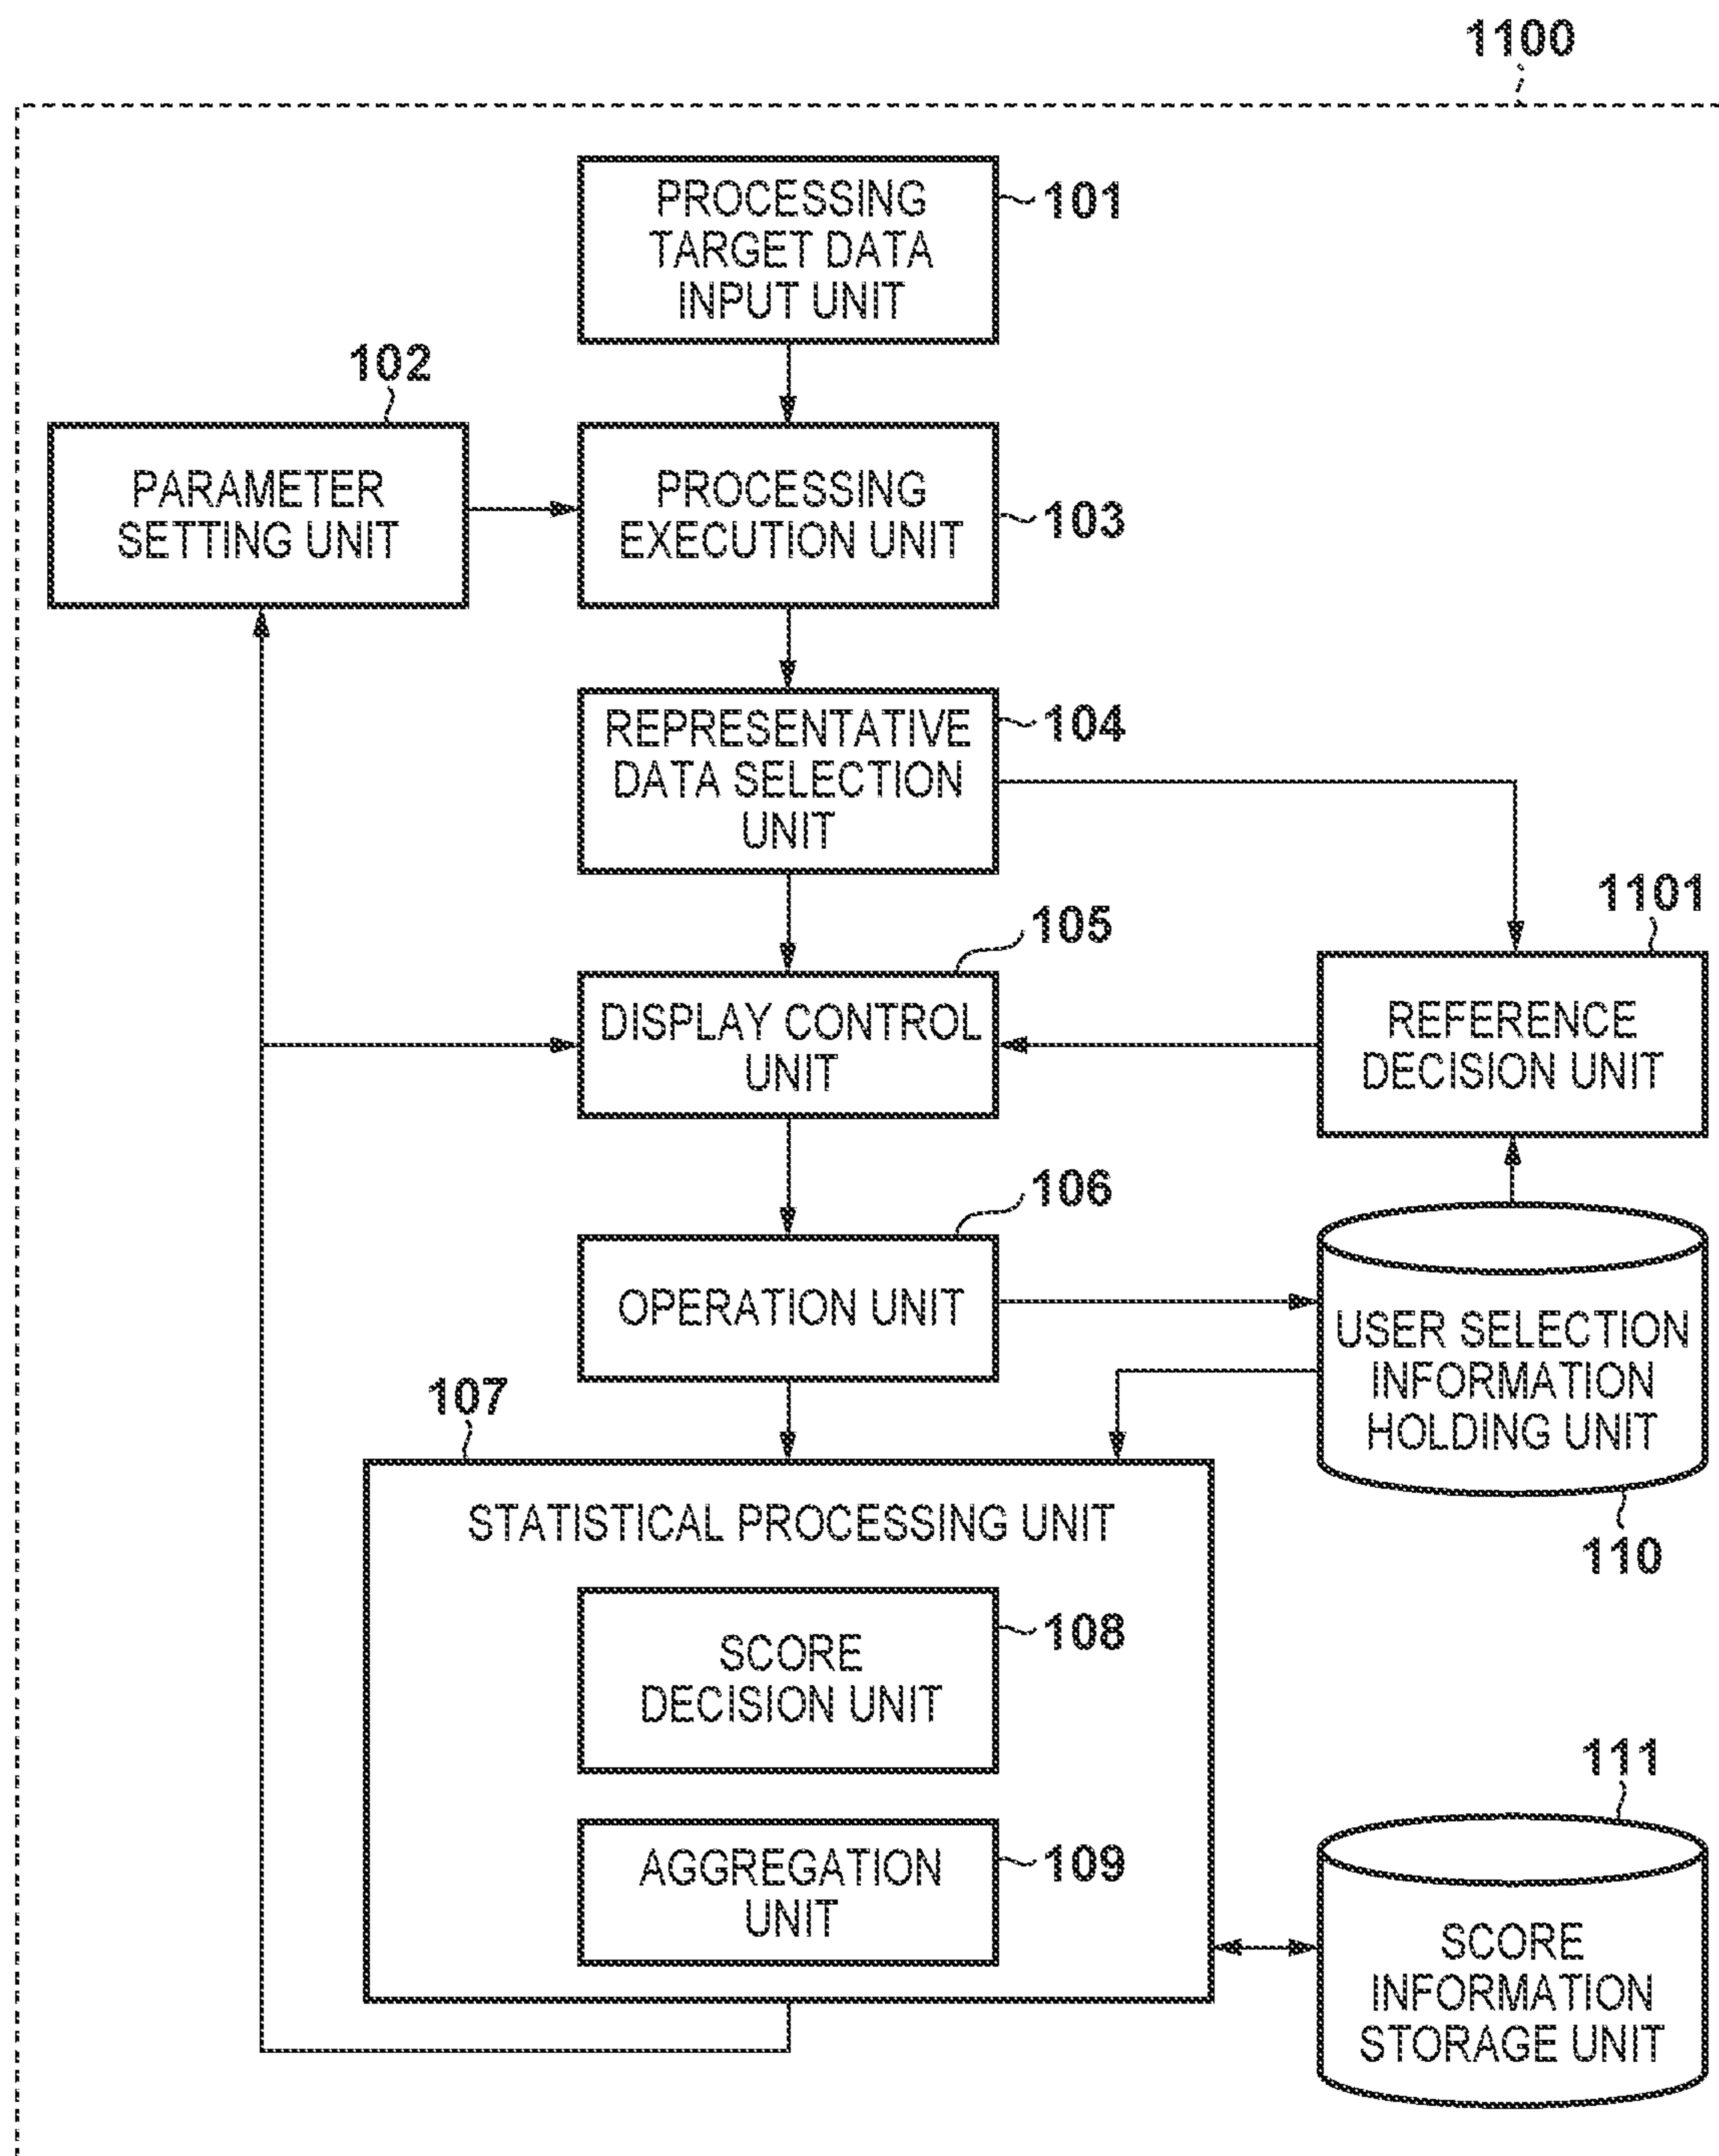 1100
PROCESSING
TARGET DATA
INPUT UNIT
101
102
PARAMETER
SETTING UNIT
PROCESSING
EXECUTION UNIT
103
REPRESENTATIVE
DATA SELECTION
UNIT
104
105
DISPLAY CONTROL
UNIT
1101
REFERENCE
DECISION UNIT
106
OPERATION UNIT
USER SELECTION
INFORMATION
HOLDING UNIT
110
107
STATISTICAL PROCESSING UNIT
SCORE
DECISION UNIT
108
AGGREGATION
UNIT
109
111
SCORE
INFORMATION
STORAGE UNIT